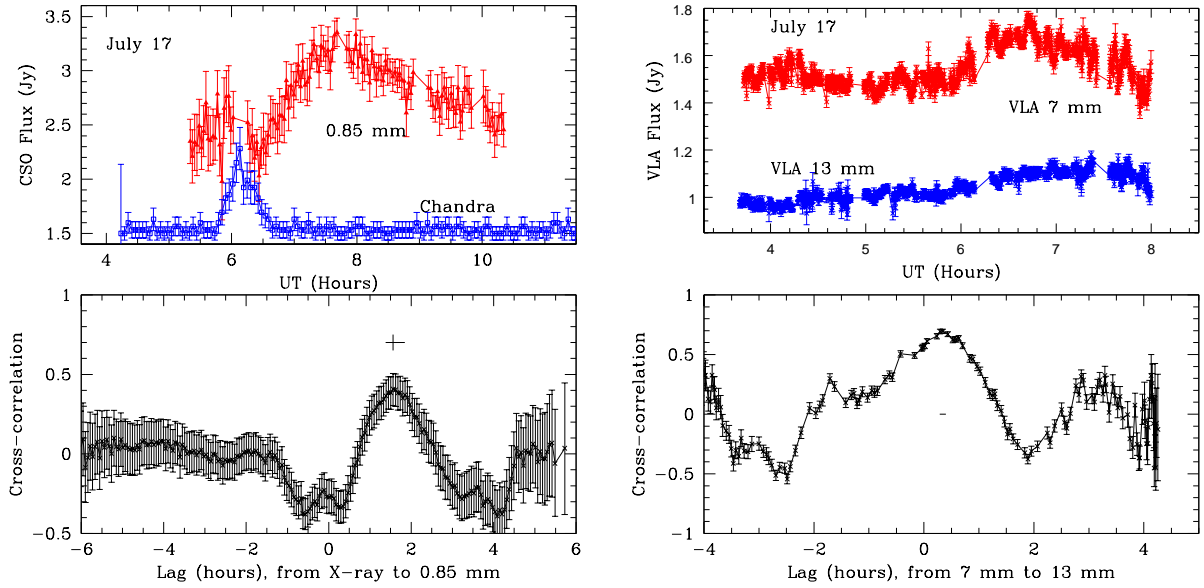 3.5
3
2.5
2
1.5
CSO Flux (Jy)
July 17
0.85 mm
Chandra
4
6
8
10
UT (Hours)
1.8
1.6
1.4
1.2
1
VLA Flux (Jy)
July 17
VLA 7 mm
VLA 13 mm
4
5
6
7
8
UT (Hours)
1
0.5
0
−0.5
Cross−correlation
−6
−4
−2
0
2
4
6
Lag (hours), from X−ray to 0.85 mm
1
0.5
0
−0.5
−1
Cross−correlation
−4
−2
0
2
4
Lag (hours), from 7 mm to 13 mm